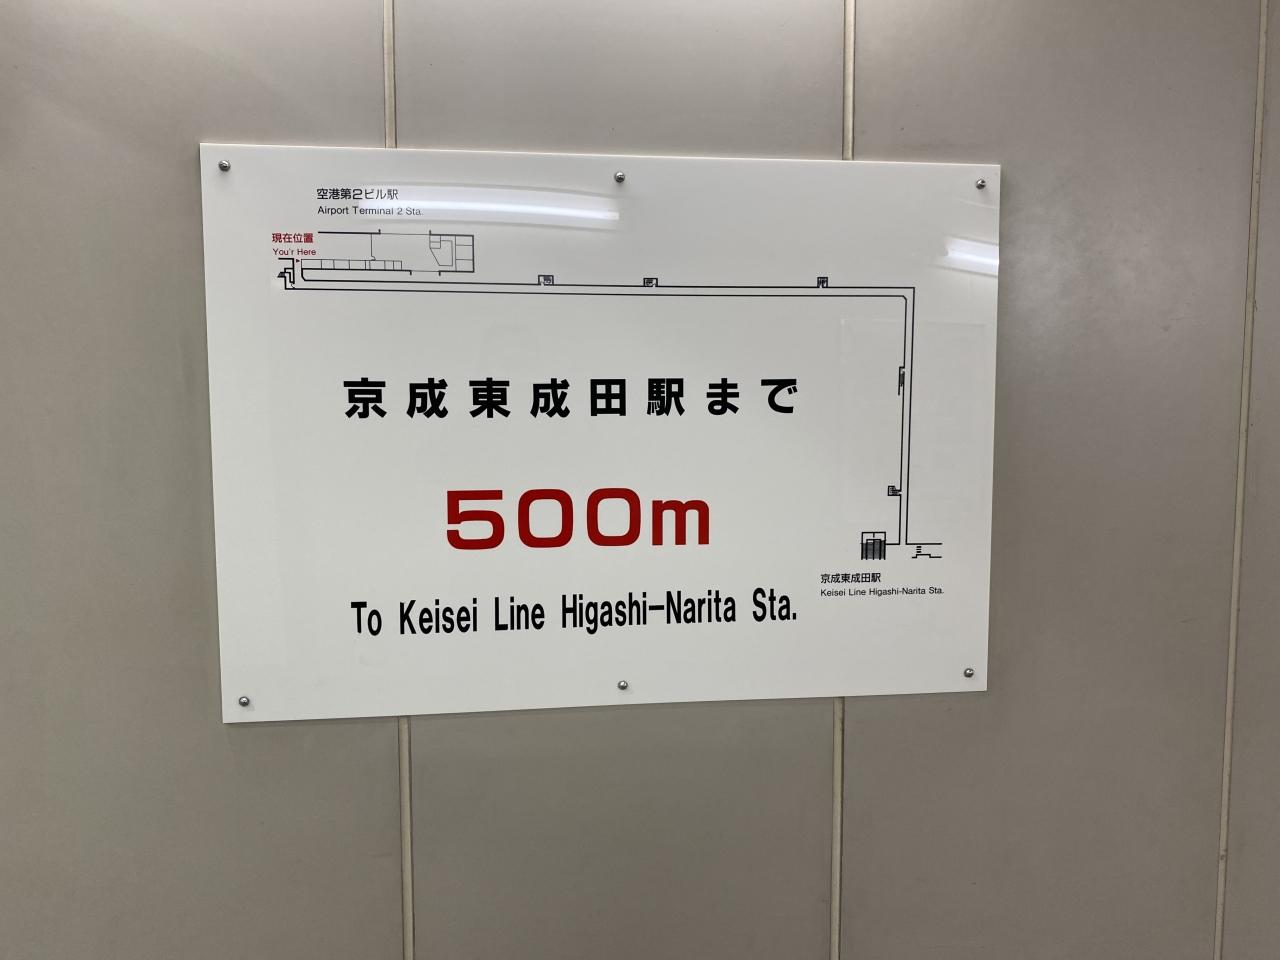 空港第2ビル駅
Airport Terminal 2 Sta.
現在位置
You'r Here
京成東成田駅まで
500m
To Keisei Line Higashi-Narita Sta.
京成東成田駅
Keisei Line Higashi-Narita Sta.